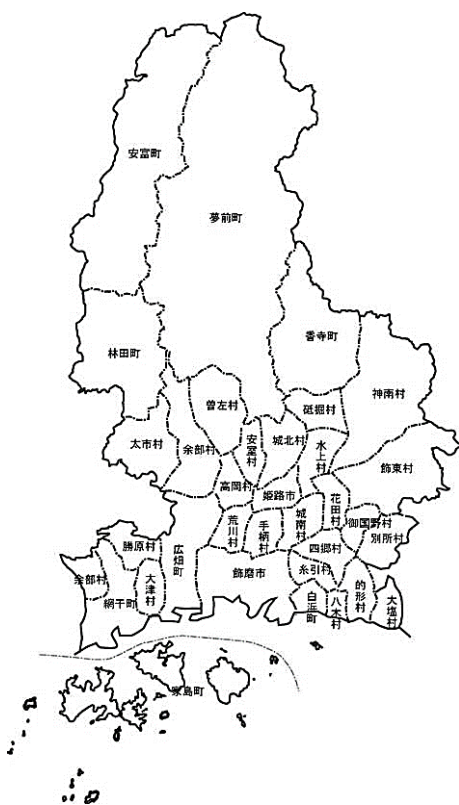 安富町
夢前町
香寺町
林田町
神南村
砥掘村
曽左村
城北村
水上村
安室村
太市村
余部村
飾東村
高岡村
姫路市
花田村
城南村
御国野村
荒川村
手柄村
別所村
四郷村
勝原村
広畑町
飾磨市
糸引村
余部村
大津村
網干町
白浜町
八木村
的形村
大塩村
家島町